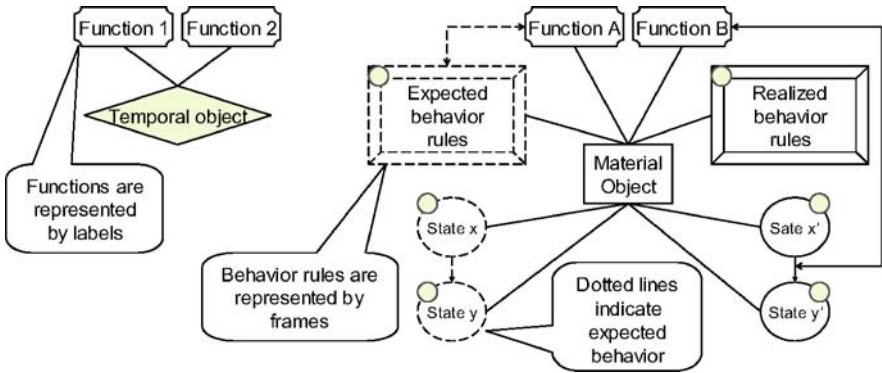 Function 1
Function 2
Function A
Function B
Temporal object
Expected
behavior
rules
Realized
behavior
rules
Material
Object
Functions are
represented
by labels
State x
Sate x'
Behavior rules are
represented by
frames
Dotted lines
indicate
expected
behavior
State y
State y'